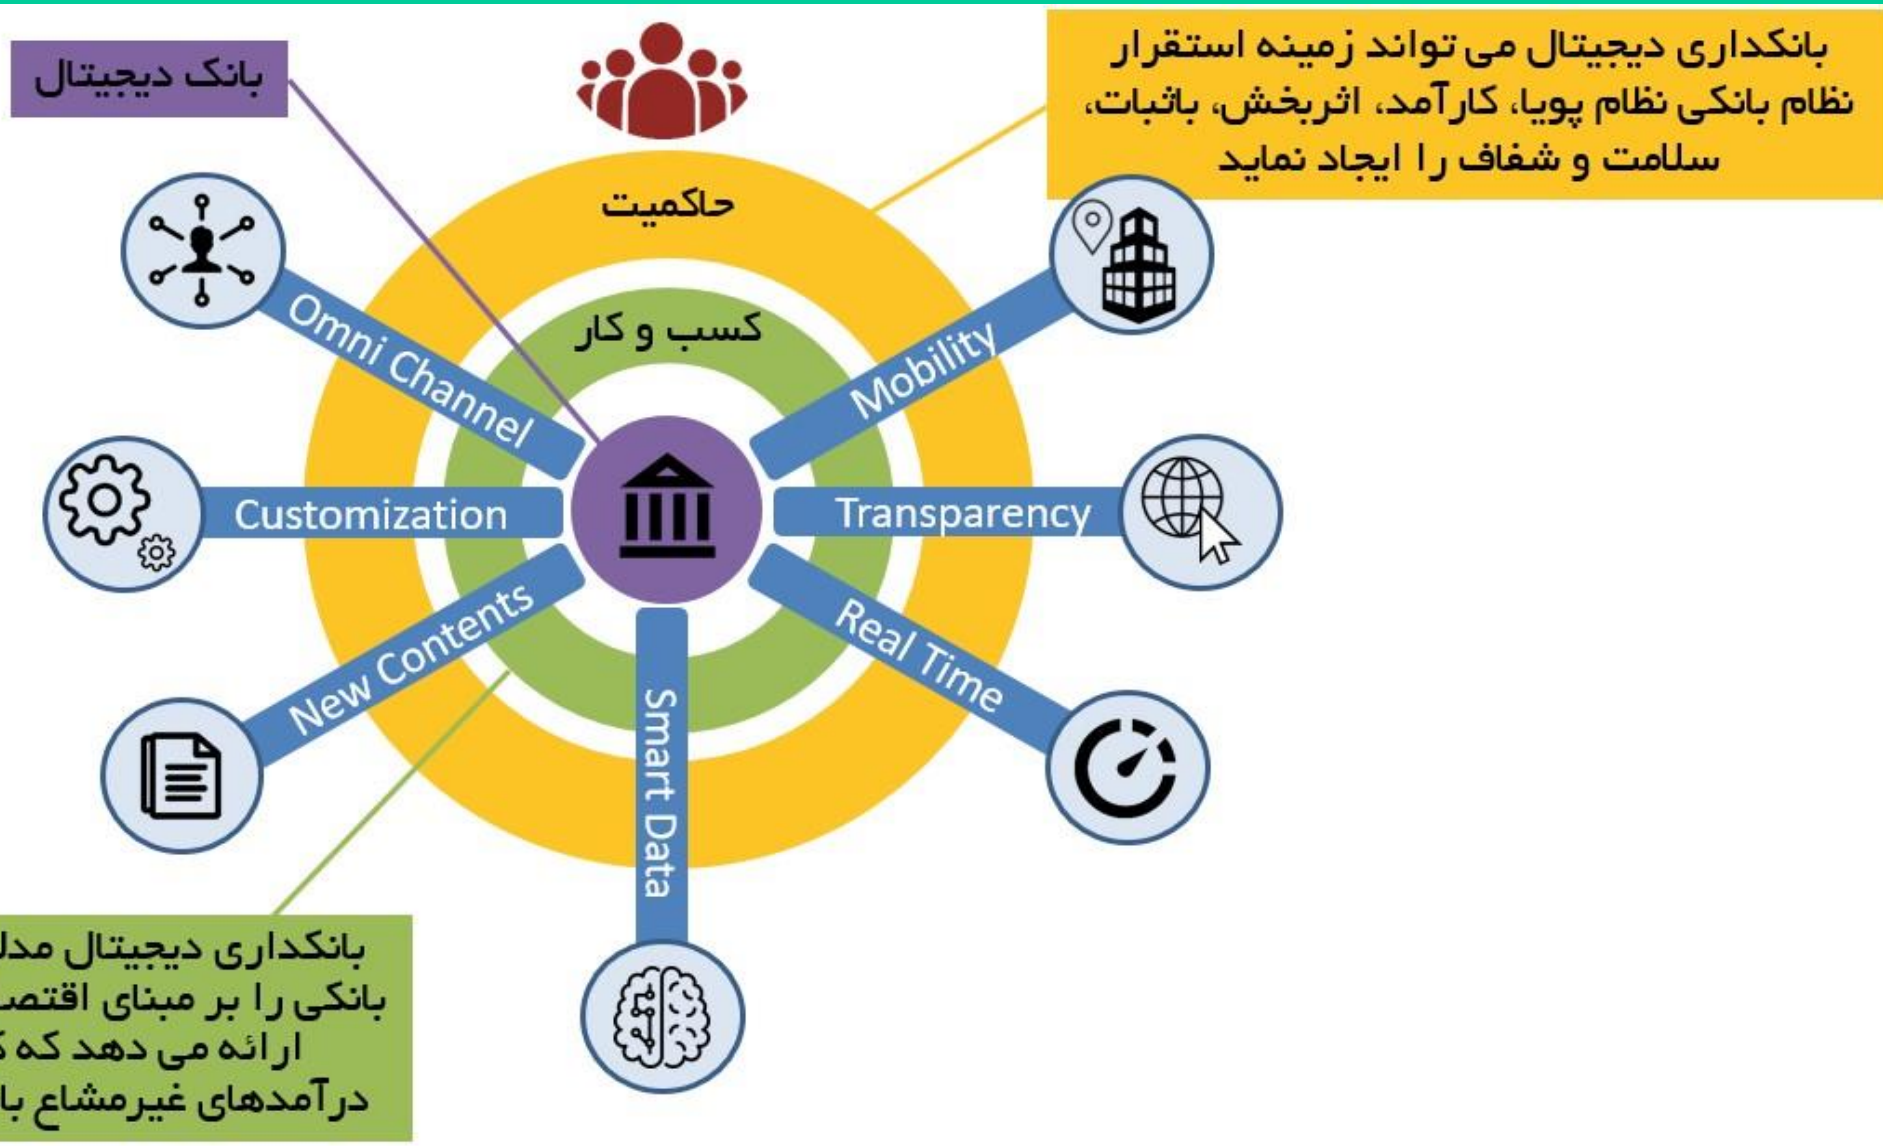 بانک دیجیتال
بانکداری دیجیتال می تواند زمینه استقرار
نظام بانکی نظام پویا، کارآمد، اثربخش، باثبات،
سلامت و شفاف را ایجاد نماید
حاکمیت
کسب و کار
Omni Channel
Mobility
Customization
Transparency
New Contents
Real Time
Smart Data
بانکداری دیجیتال
بانکی را بر مبنای
ارائه می دهد که
درآمدهای غیرمشاع